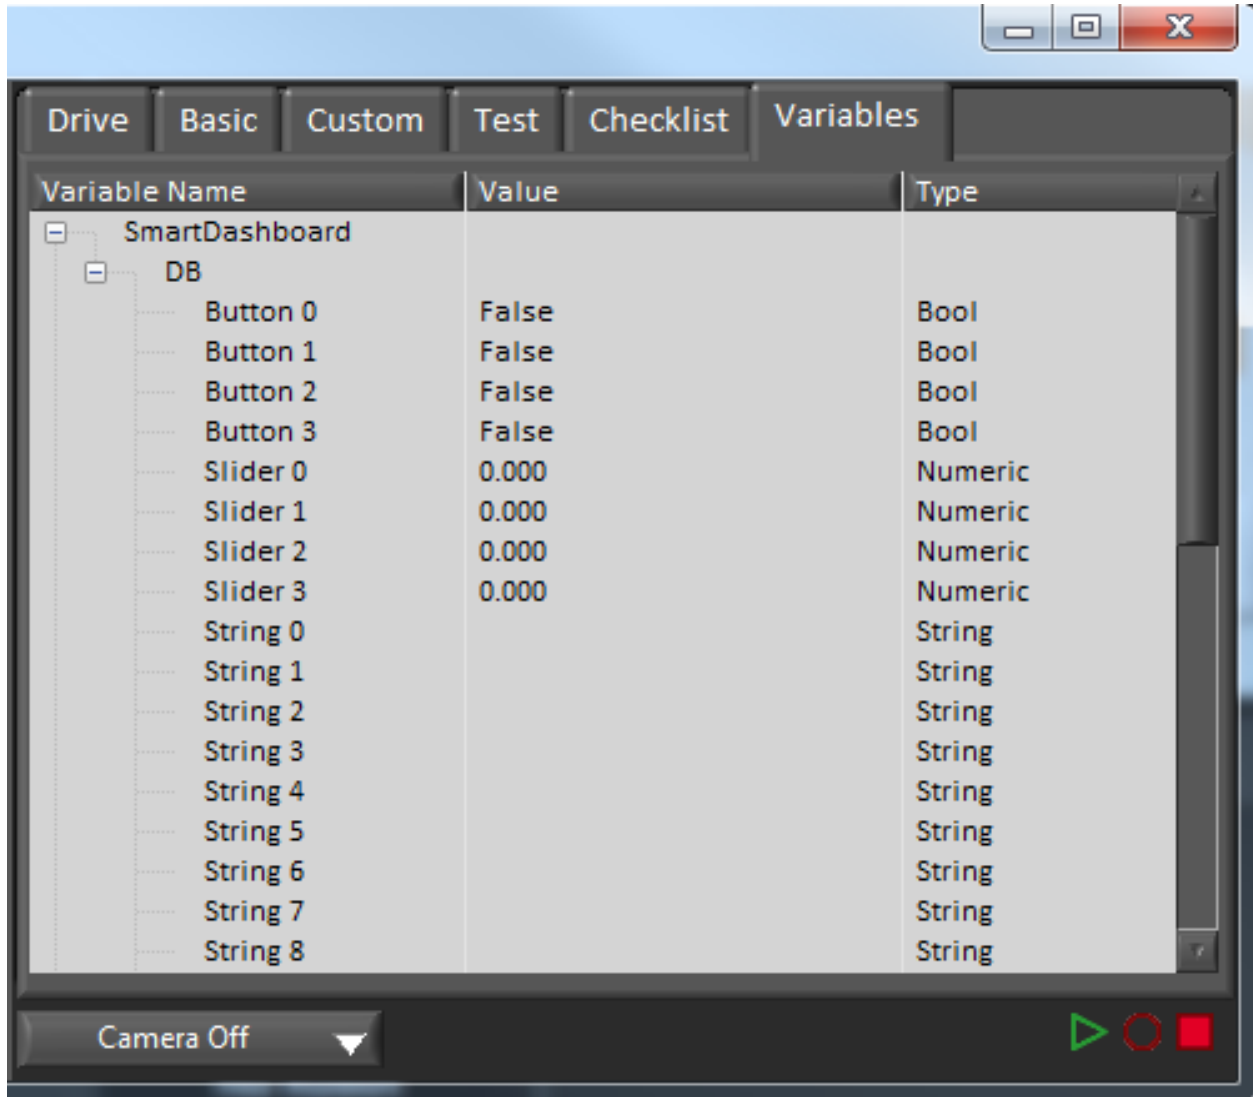 Drive Basic Custom Test Checklist Variables
Variable Name Value Type
SmartDashboard
DB
Button 0 False Bool
Button 1 False Bool
Button 2 False Bool
Button 3 False Bool
Slider 0 0.000 Numeric
Slider 1 0.000 Numeric
Slider 2 0.000 Numeric
Slider 3 0.000 Numeric
String 0 String
String 1 String
String 2 String
String 3 String
String 4 String
String 5 String
String 6 String
String 7 String
String 8 String
Camera Off